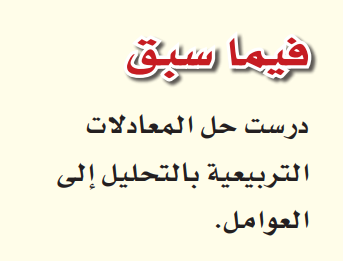 فيما سبق
درست حل المعادلات
التربيعية بالتحليل إلى
العوامل.